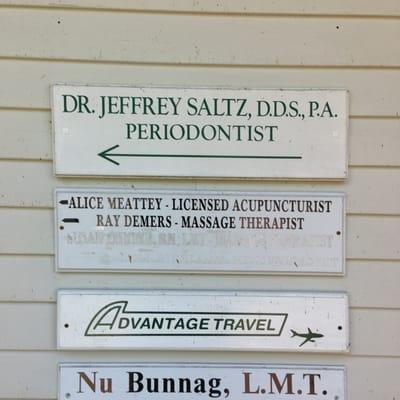 DR. JEFFREY SALTZ, D.D.S., P.A.
PERIODONTIST
ALICE MEATTEY - LICENSED ACUPUNCTURIST
RAY DEMERS - MASSAGE THERAPIST
ADVANTAGE TRAVEL
Nu Bunnag, L.M.T.